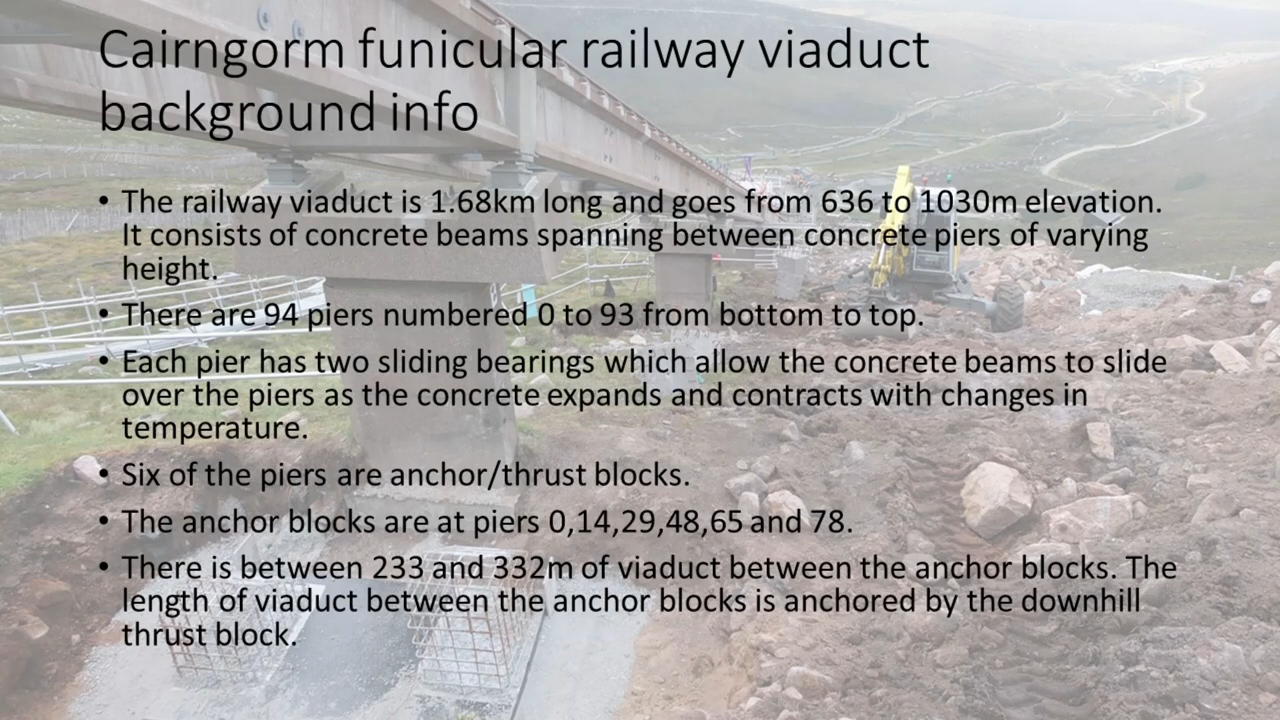 Cairngorm funicular railway viaduct
background info
• The railway viaduct is 1.68km long and goes from 636 to 1030m elevation.
It consists of concrete beams spanning between concrete piers of varying
height.
• There are 94 piers numbered 0 to 93 from bottom to top.
• Each pier has two sliding bearings which allow the concrete beams to slide
over the piers as the concrete expands and contracts with changes in
temperature.
• Six of the piers are anchor/thrust blocks.
• The anchor blocks are at piers 0,14,29,48,65 and 78.
• There is between 233 and 332m of viaduct between the anchor blocks. The
length of viaduct between the anchor blocks is anchored by the downhill
thrust block.